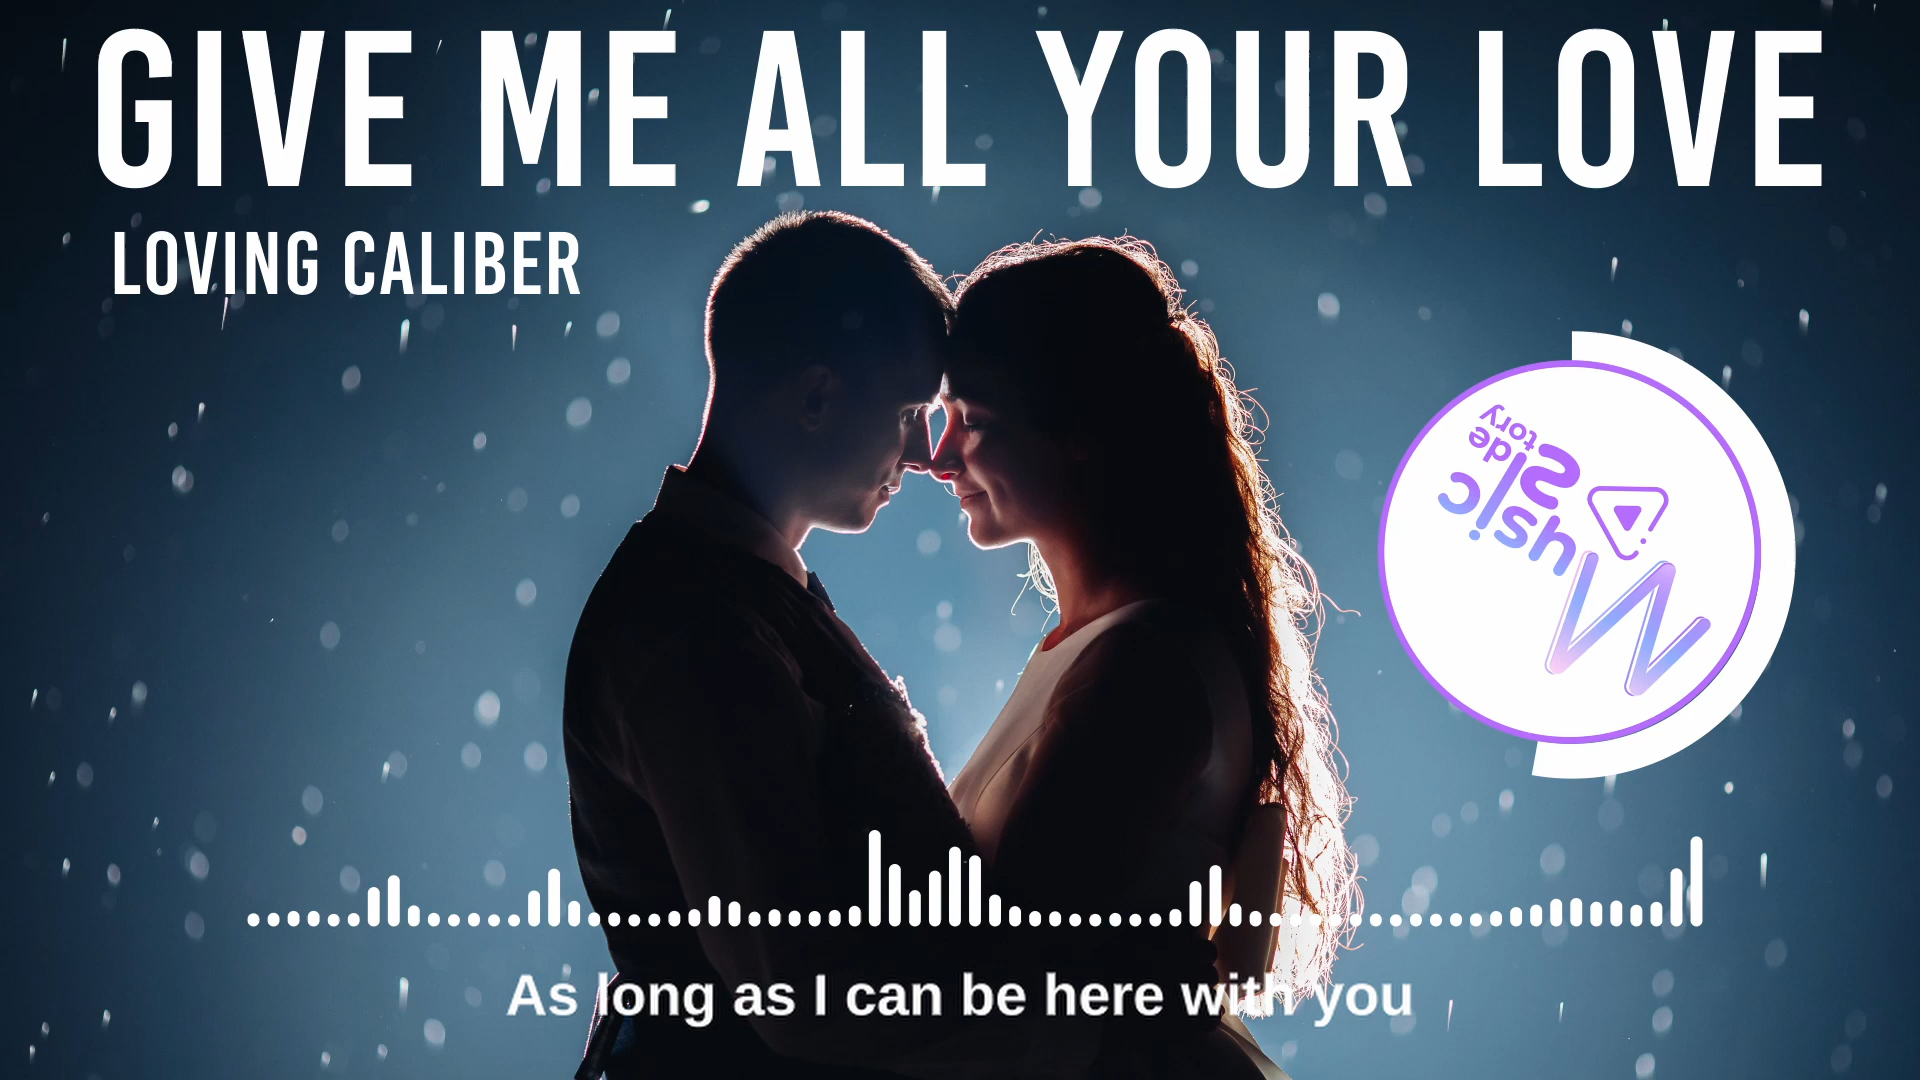 GIVE ME ALL YOUR LOVE
LOVING CALIBER
Music
Side
Story
As long as I can be here with you